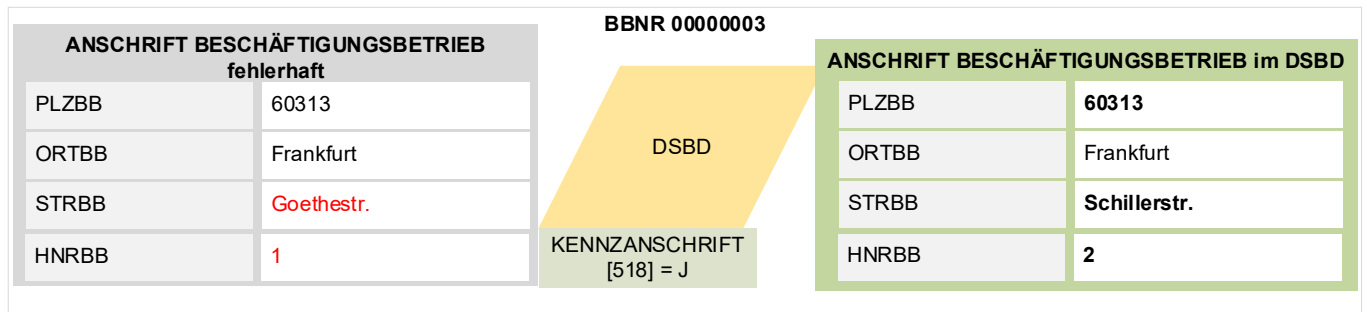 BBNR 00000003
ANSCHRIFT BESCHÄFTIGUNGSBETRIEB
fehlerhaft
PLZBB 60313
ORTBB Frankfurt
STRBB Goethestr.
HNRBB 1
DSBD
KENNZANSCHRIFT
[518] = J
ANSCHRIFT BESCHÄFTIGUNGSBETRIEB im DSBD
PLZBB 60313
ORTBB Frankfurt
STRBB Schillerstr.
HNRBB 2